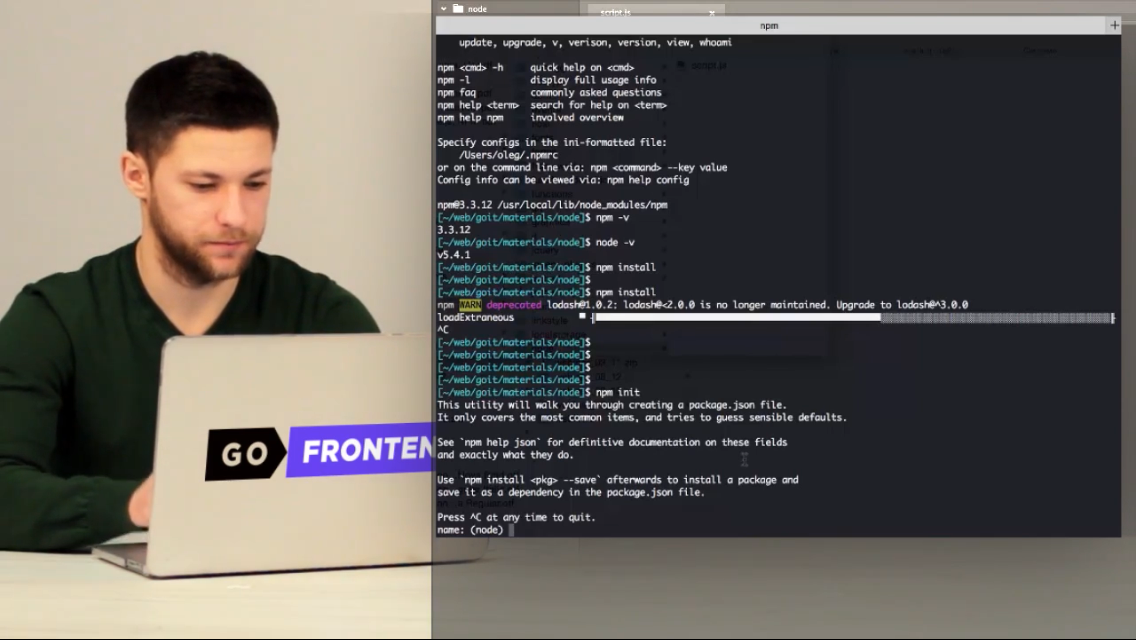 node
script.js
npm
update, upgrade, v, verison, version, view, whoami
npm <cmd> -h     quick help on <cmd>
npm -l           display full usage info
npm faq          commonly asked questions
npm help <term>  search for help on <term>
npm help npm     involved overview
Specify configs in the ini-formatted file:
/Users/oleg/.npmrc
or on the command line via: npm <command> --key value
Config info can be viewed via: npm help config
npm@3.3.12 /usr/local/lib/node_modules/npm
[~/web/goit/materials/node]$ npm -v
3.3.12
[~/web/goit/materials/node]$ node -v
v5.4.1
[~/web/goit/materials/node]$ npm install
[~/web/goit/materials/node]$
[~/web/goit/materials/node]$ npm install
npm WARN deprecated lodash@1.0.2: lodash@<2.0.0 is no longer maintained. Upgrade to lodash@^3.0.0
loadExtraneous
^C
[~/web/goit/materials/node]$
[~/web/goit/materials/node]$
[~/web/goit/materials/node]$
[~/web/goit/materials/node]$
[~/web/goit/materials/node]$ npm init
This utility will walk you through creating a package.json file.
It only covers the most common items, and tries to guess sensible defaults.
See `npm help json` for definitive documentation on these fields
and exactly what they do.
Use `npm install <pkg> --save` afterwards to install a package and
save it as a dependency in the package.json file.
Press ^C at any time to quit.
name: (node)
GO FRONTEN